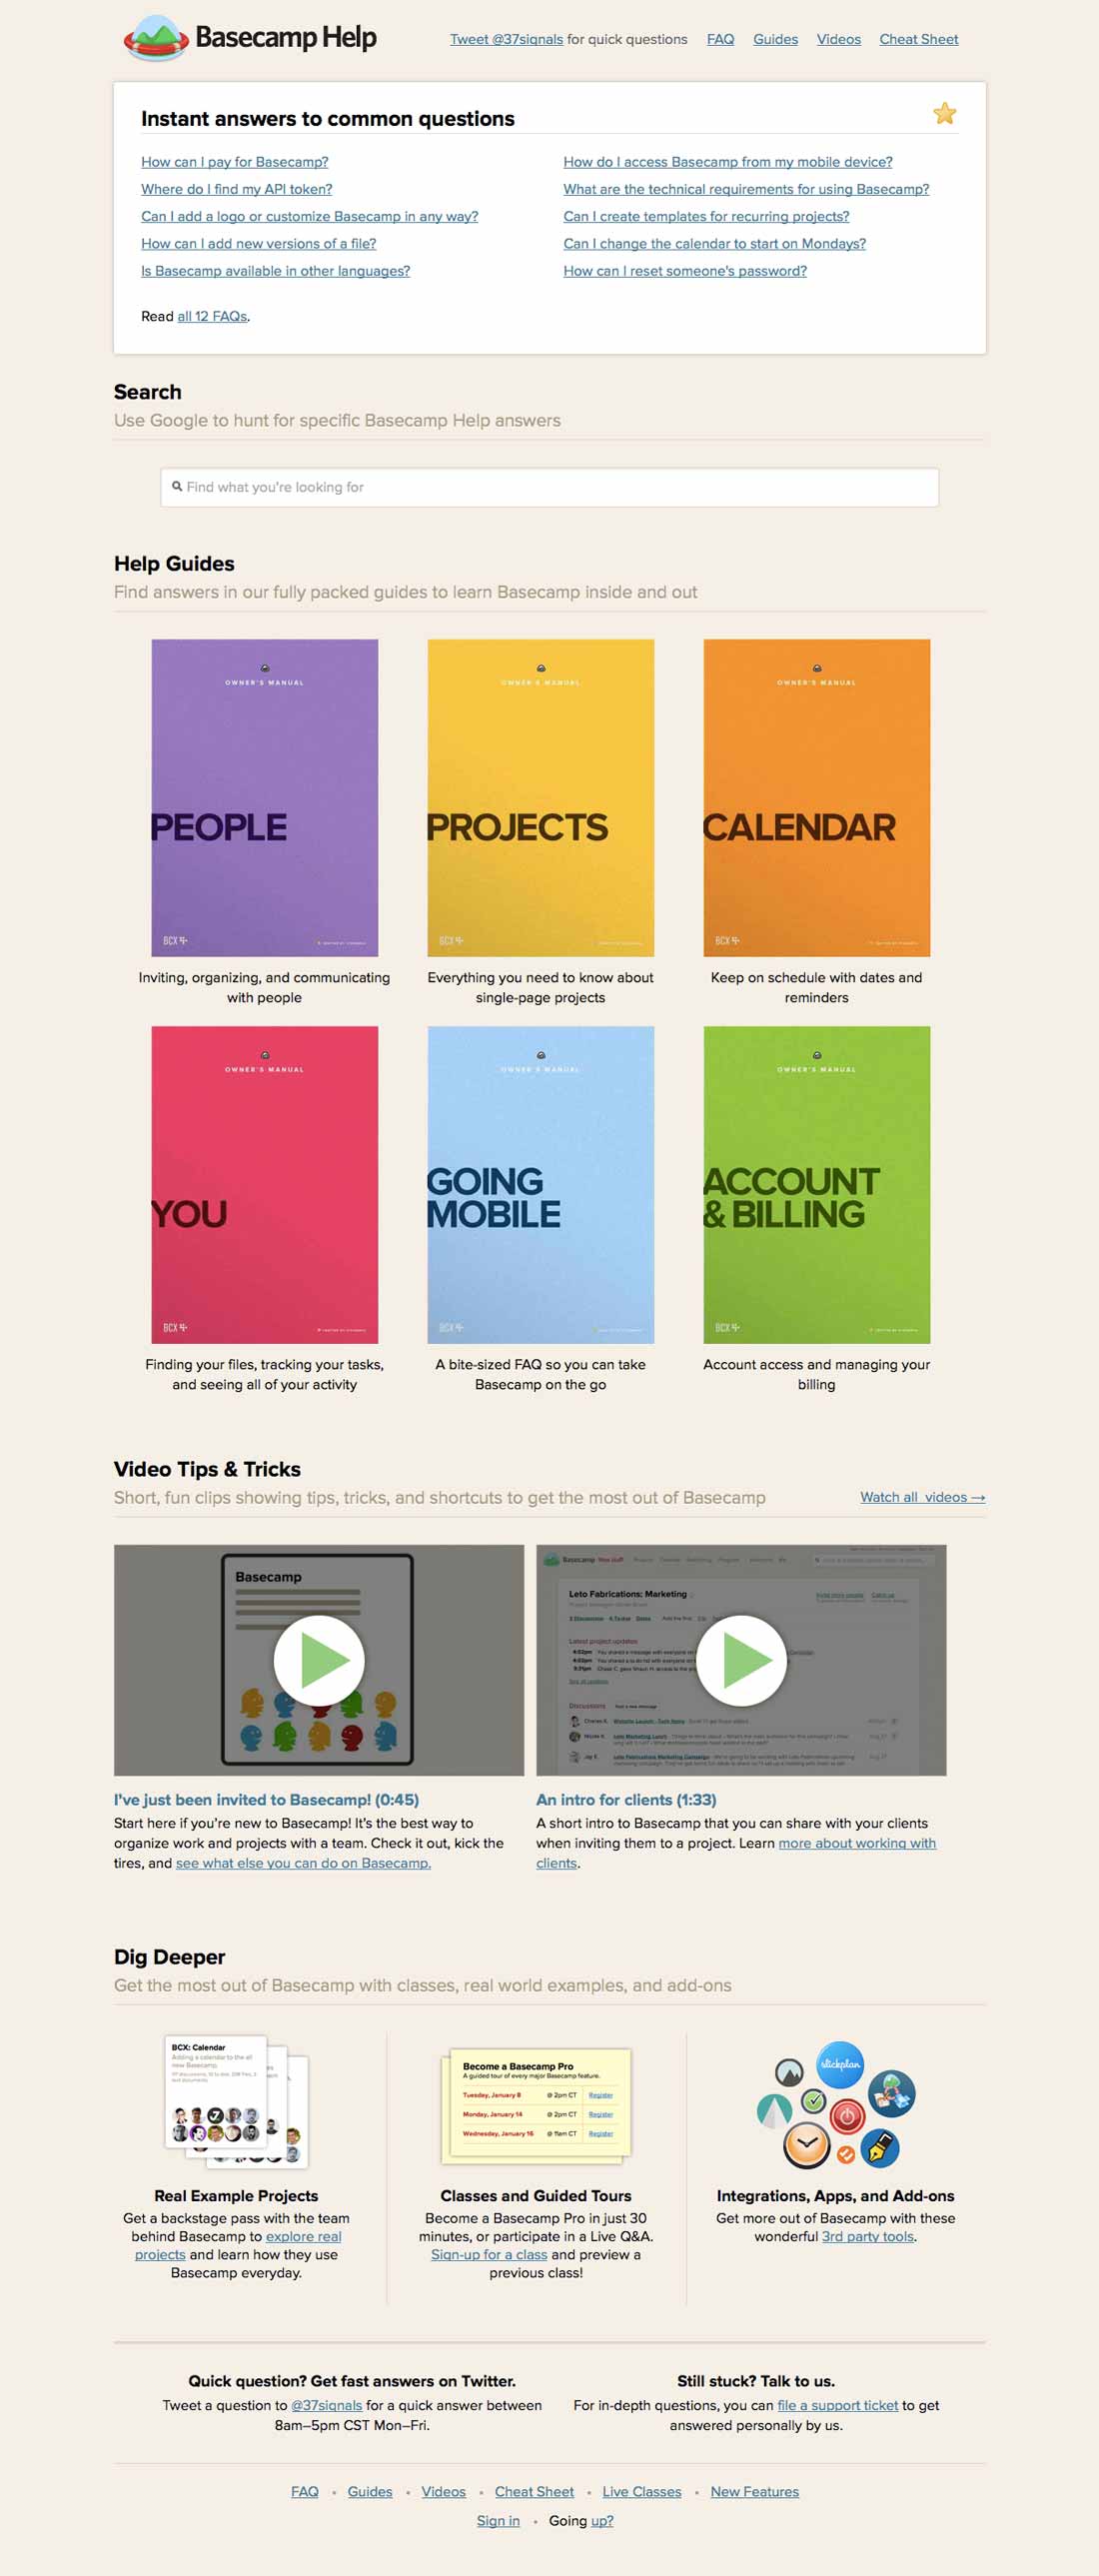 Basecamp Help
Tweet @37signals for quick questions FAQ Guides Videos Cheat Sheet
Instant answers to common questions
How can I pay for Basecamp?
Where do I find my API token?
Can I add a logo or customize Basecamp in any way?
How can I add new versions of a file?
Is Basecamp available in other languages?
How do I access Basecamp from my mobile device?
What are the technical requirements for using Basecamp?
Can I create templates for recurring projects?
Can I change the calendar to start on Mondays?
How can I reset someone's password?
Read all 12 FAQs.
Search
Use Google to hunt for specific Basecamp Help answers
Find what you're looking for
Help Guides
Find answers in our fully packed guides to learn Basecamp inside and out
OWNER'S MANUAL
PEOPLE
BCX
Inviting, organizing, and communicating
with people
OWNER'S MANUAL
PROJECTS
BCX
Everything you need to know about
single-page projects
OWNER'S MANUAL
CALENDAR
BCX
Keep on schedule with dates and
reminders
OWNER'S MANUAL
YOU
BCX
Finding your files, tracking your tasks,
and seeing all of your activity
OWNER'S MANUAL
GOING
MOBILE
BCX
A bite-sized FAQ so you can take
Basecamp on the go
OWNER'S MANUAL
ACCOUNT
& BILLING
BCX
Account access and managing your
billing
Video Tips & Tricks
Short, fun clips showing tips, tricks, and shortcuts to get the most out of Basecamp
Watch all videos →
Basecamp
I've just been invited to Basecamp! (0:45)
Start here if you're new to Basecamp! It's the best way to
organize work and projects with a team. Check it out, kick the
tires, and see what else you can do on Basecamp.
Basecamp
Leto Fabrications: Marketing
Latest project updates
Discussions
An intro for clients (1:33)
A short intro to Basecamp that you can share with your clients
when inviting them to a project. Learn more about working with
clients.
Dig Deeper
Get the most out of Basecamp with classes, real world examples, and add-ons
BCX: Calendar
Adding a calendar to the all
new Basecamp.
Real Example Projects
Get a backstage pass with the team
behind Basecamp to explore real
projects and learn how they use
Basecamp everyday.
Become a Basecamp Pro
A guided tour of every major Basecamp feature.
Tuesday, January 8 @ 2pm CT Register
Monday, January 14 @ 2pm CT Register
Wednesday, January 16 @ 11am CT Register
Classes and Guided Tours
Become a Basecamp Pro in just 30
minutes, or participate in a Live Q&A.
Sign-up for a class and preview a
previous class!
slickplan
Integrations, Apps, and Add-ons
Get more out of Basecamp with these
wonderful 3rd party tools.
Quick question? Get fast answers on Twitter.
Tweet a question to @37signals for a quick answer between
8am–5pm CST Mon–Fri.
Still stuck? Talk to us.
For in-depth questions, you can file a support ticket to get
answered personally by us.
FAQ • Guides • Videos • Cheat Sheet • Live Classes • New Features
Sign in • Going up?